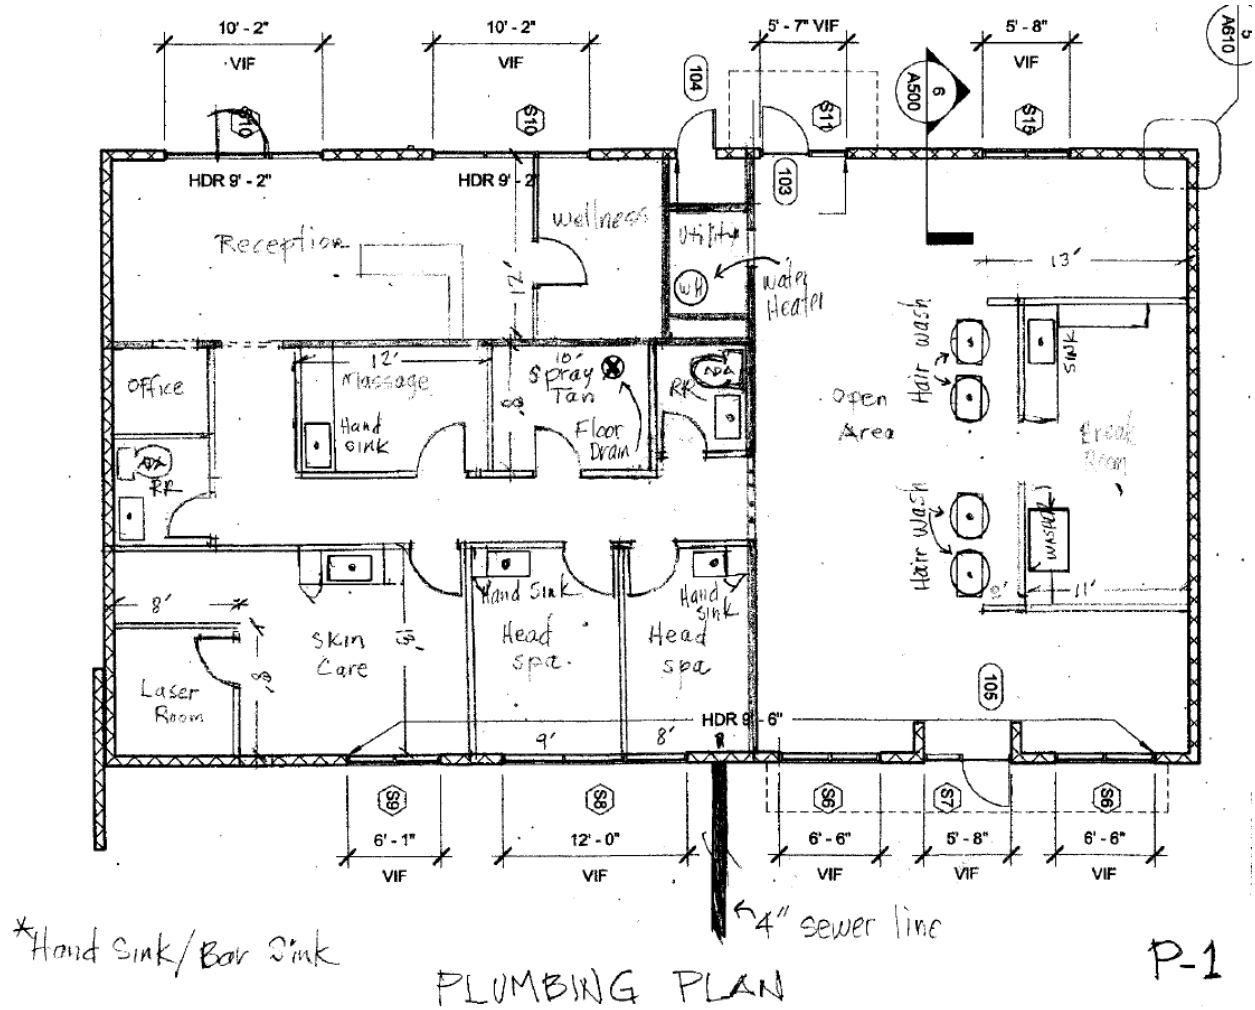 10' - 2"
10' - 2"
5' - 7" VIF
5' - 8"
5
A610
VIF
VIF
VIF
104
6
A500
S10
S10
S11
S15
HDR 9' - 2"
HDR 9' - 2"
103
Reception
Wellness
Utility
12'
WH
Water
Heater
13'
Office
12'
Massage
Hand
Sink
10'
Spray
Tan
8'
Floor
Drain
RR
ADA
Open
Area
Hair Wash
SINK
Break
Room
ADA
RR
Hair Wash
WASHER
11'
8'
Skin
Care
Hand Sink
Head
Spa
Hand
Sink
Head
Spa
Laser
Room
8'
9'
8'
HDR 9' - 6"
105
S9
S8
S6
S7
S6
6' - 1"
12' - 0"
6' - 6"
5' - 8"
6' - 6"
VIF
VIF
VIF
VIF
VIF
4" sewer line
*Hand Sink/Bar Sink
PLUMBING PLAN
P-1